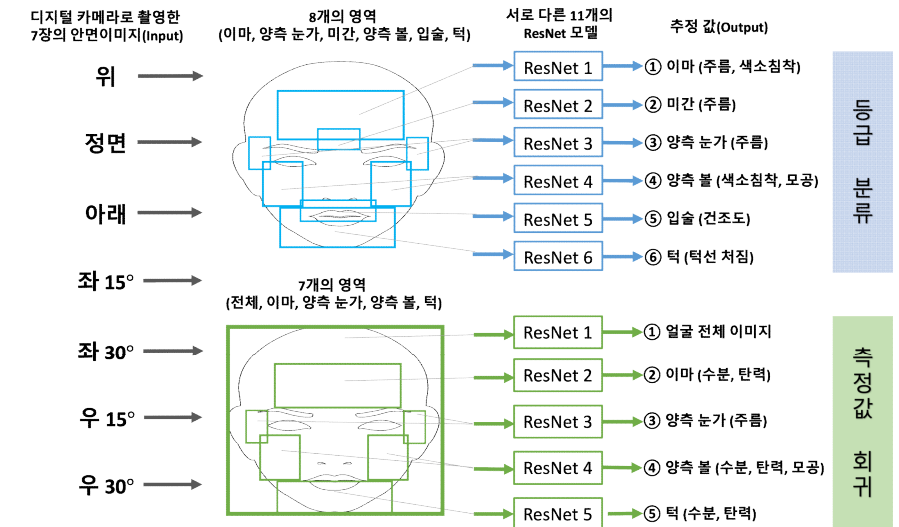 디지털 카메라로 촬영한
7장의 안면이미지(Input)
위
정면
아래
좌 15°
좌 30°
우 15°
우 30°
8개의 영역
(이마, 양측 눈가, 미간, 양측 볼, 입술, 턱)
7개의 영역
(전체, 이마, 양측 눈가, 양측 볼, 턱)
서로 다른 11개의
ResNet 모델
추정 값(Output)
ResNet 1
① 이마 (주름, 색소침착)
ResNet 2
② 미간 (주름)
ResNet 3
③ 양측 눈가 (주름)
ResNet 4
④ 양측 볼 (색소침착, 모공)
ResNet 5
⑤ 입술 (건조도)
ResNet 6
⑥ 턱 (턱선 처짐)
등급 분류
ResNet 1
① 얼굴 전체 이미지
ResNet 2
② 이마 (수분, 탄력)
ResNet 3
③ 양측 눈가 (주름)
ResNet 4
④ 양측 볼 (수분, 탄력, 모공)
ResNet 5
⑤ 턱 (수분, 탄력)
측정값 회귀